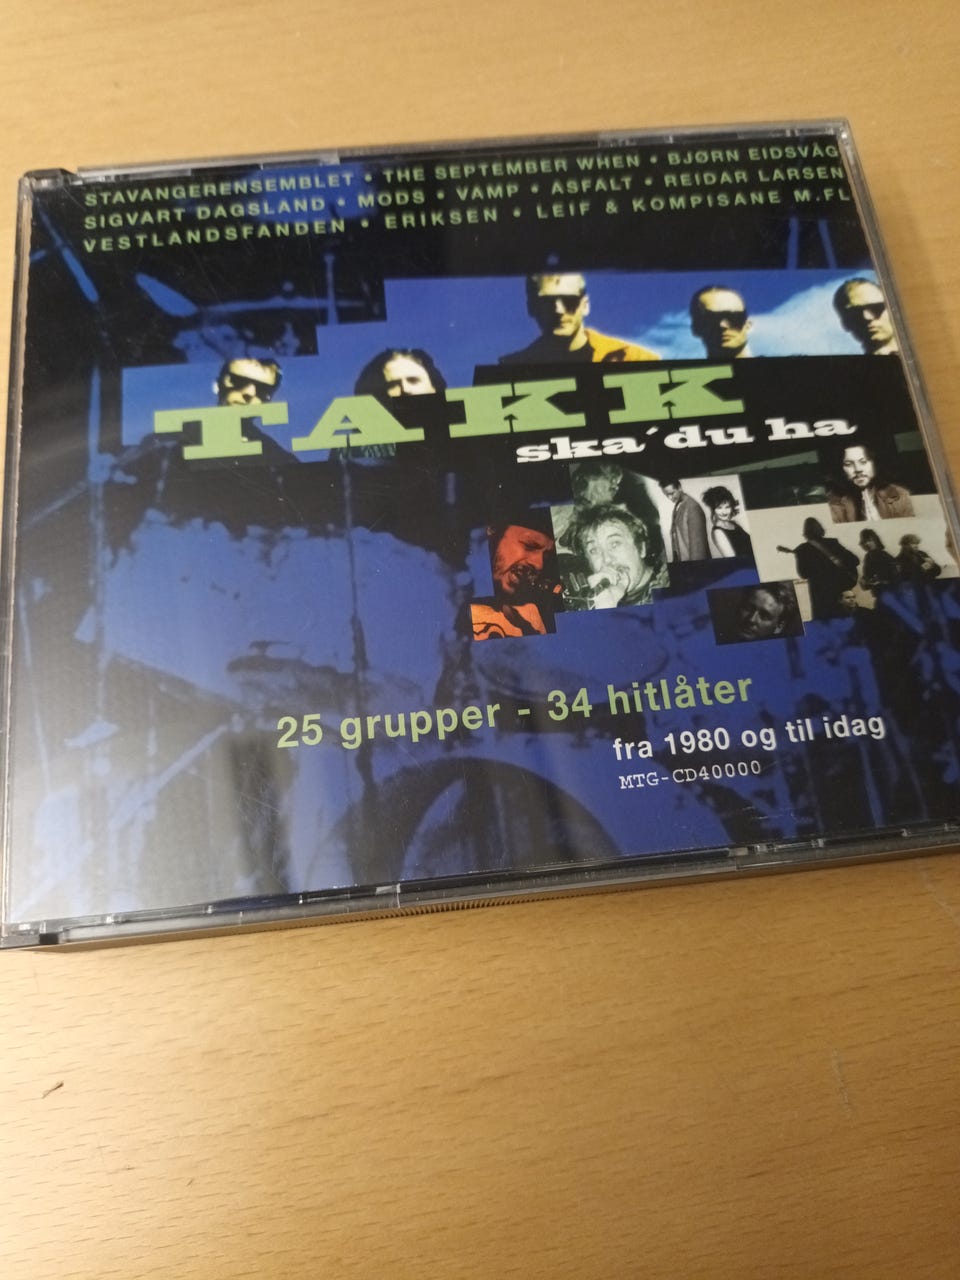 STAVANGERENSEMBLET • THE SEPTEMBER WHEN • BJØRN EIDSVÅG
SIGVART DAGSLAND • MODS • VAMP • ASFALT • REIDAR LARSEN
VESTLANDSFANDEN • ERIKSEN • LEIF & KOMPISANE M.FL
TAKK
ska´du ha
25 grupper - 34 hitlåter
fra 1980 og til idag
MTG-CD40000